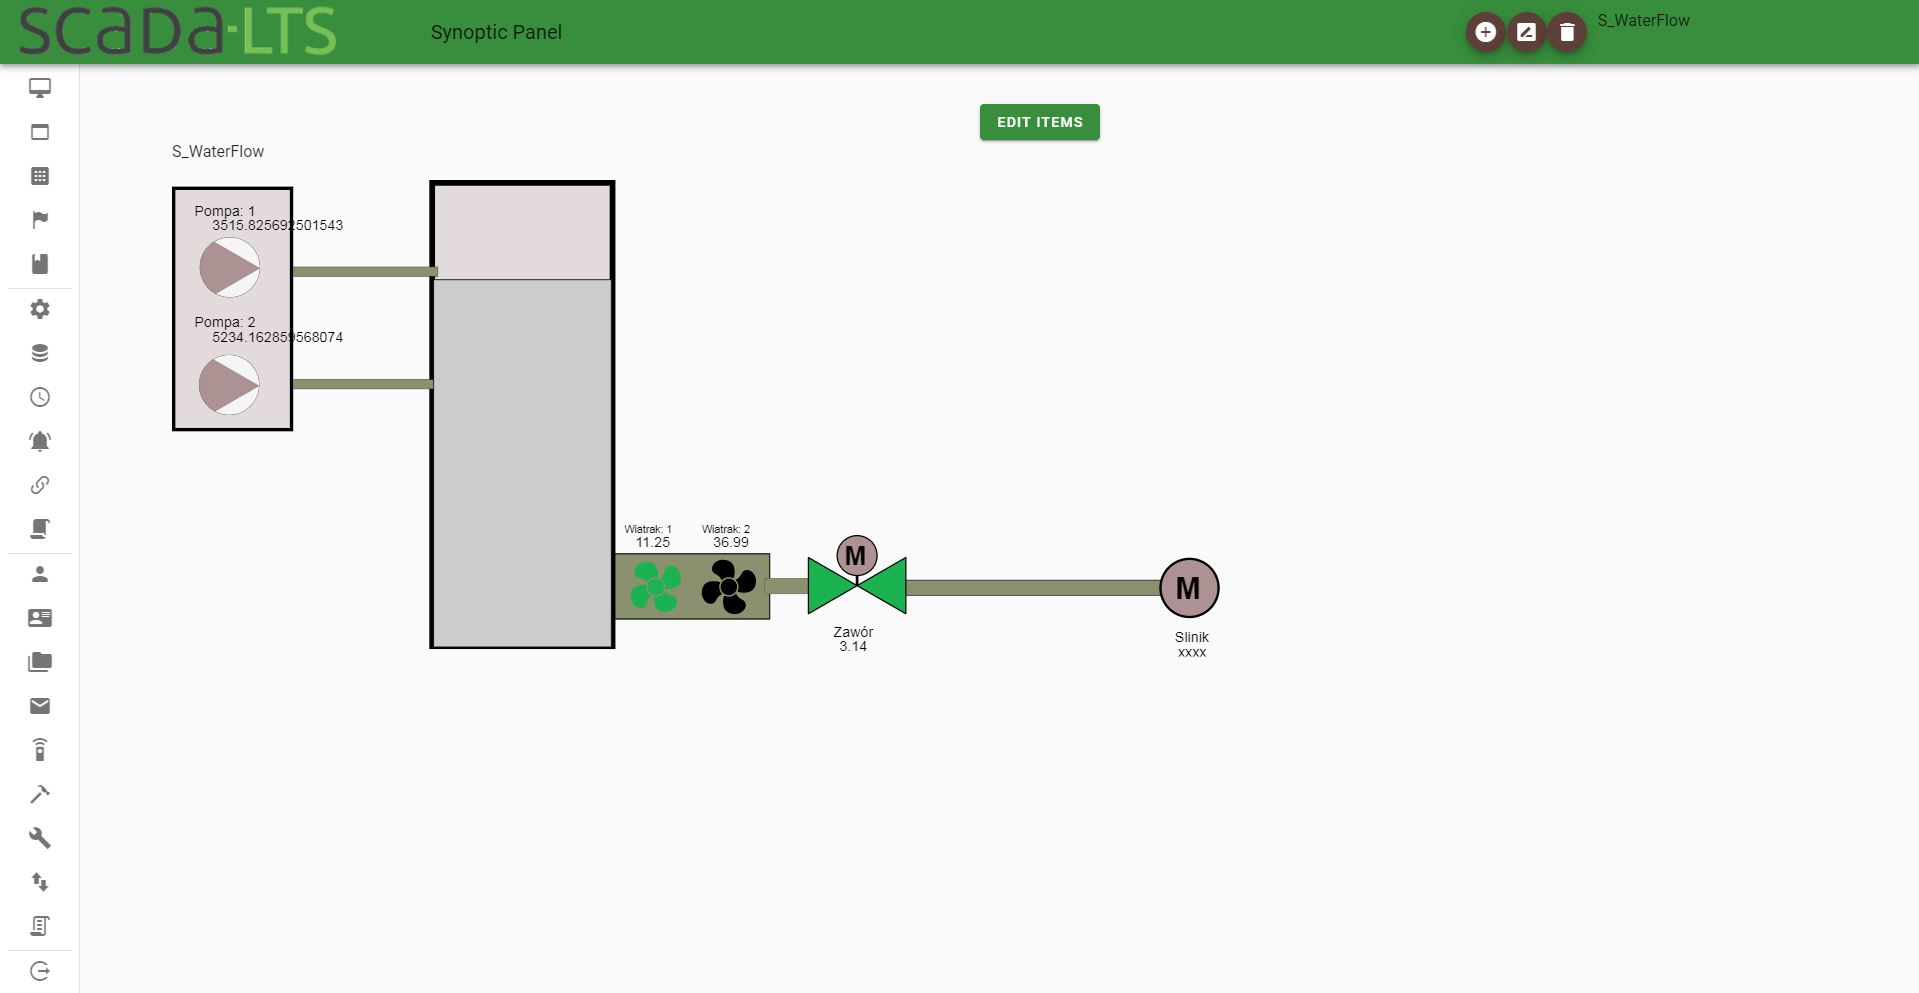 SCADA-LTS
Synoptic Panel
S_WaterFlow
EDIT ITEMS
S_WaterFlow
Pompa: 1
3515.825692501543
Pompa: 2
5234.162859568074
Wiatrak: 1
11.25
Wiatrak: 2
36.99
M
Zawór
3.14
M
Slinik
xxxx